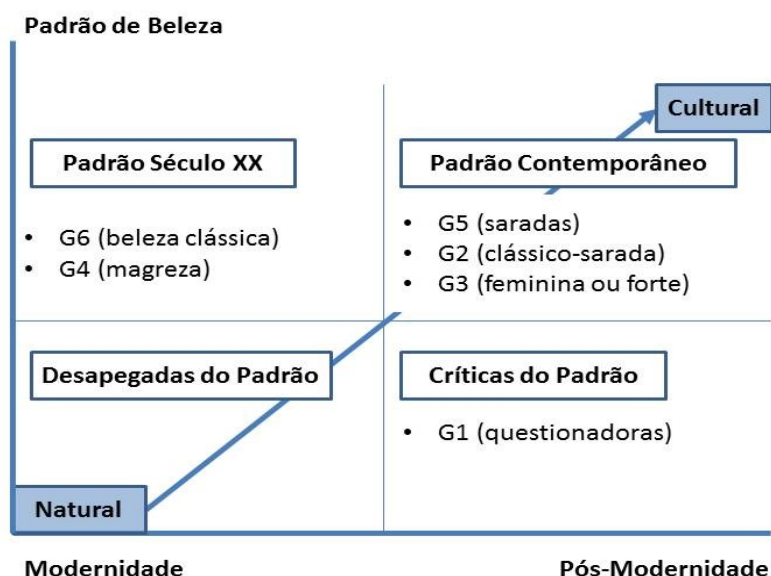 Padrão de Beleza
Cultural
Padrão Século XX
Padrão Contemporâneo
• G6 (beleza clássica)
• G4 (magreza)
• G5 (saradas)
• G2 (clássico-sarada)
• G3 (feminina ou forte)
Desapegadas do Padrão
Críticas do Padrão
• G1 (questionadoras)
Natural
Modernidade
Pós-Modernidade